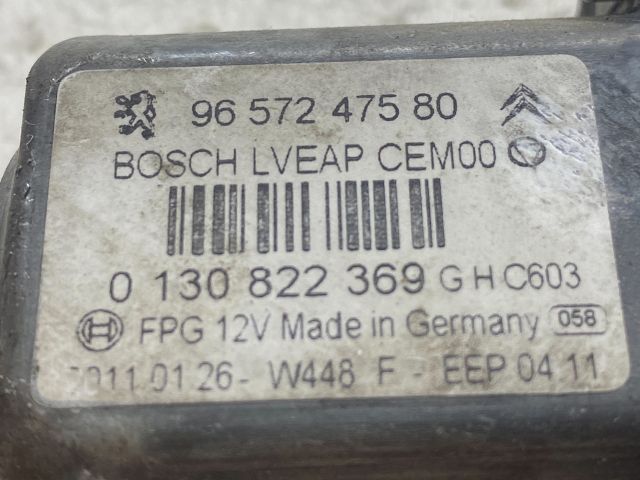 96 572 475 80
BOSCH LVEAP CEM00
0 130 822 369 G H C603
FPG 12V Made in Germany 058
2011 01 26 - W448 F - EEP 04 11